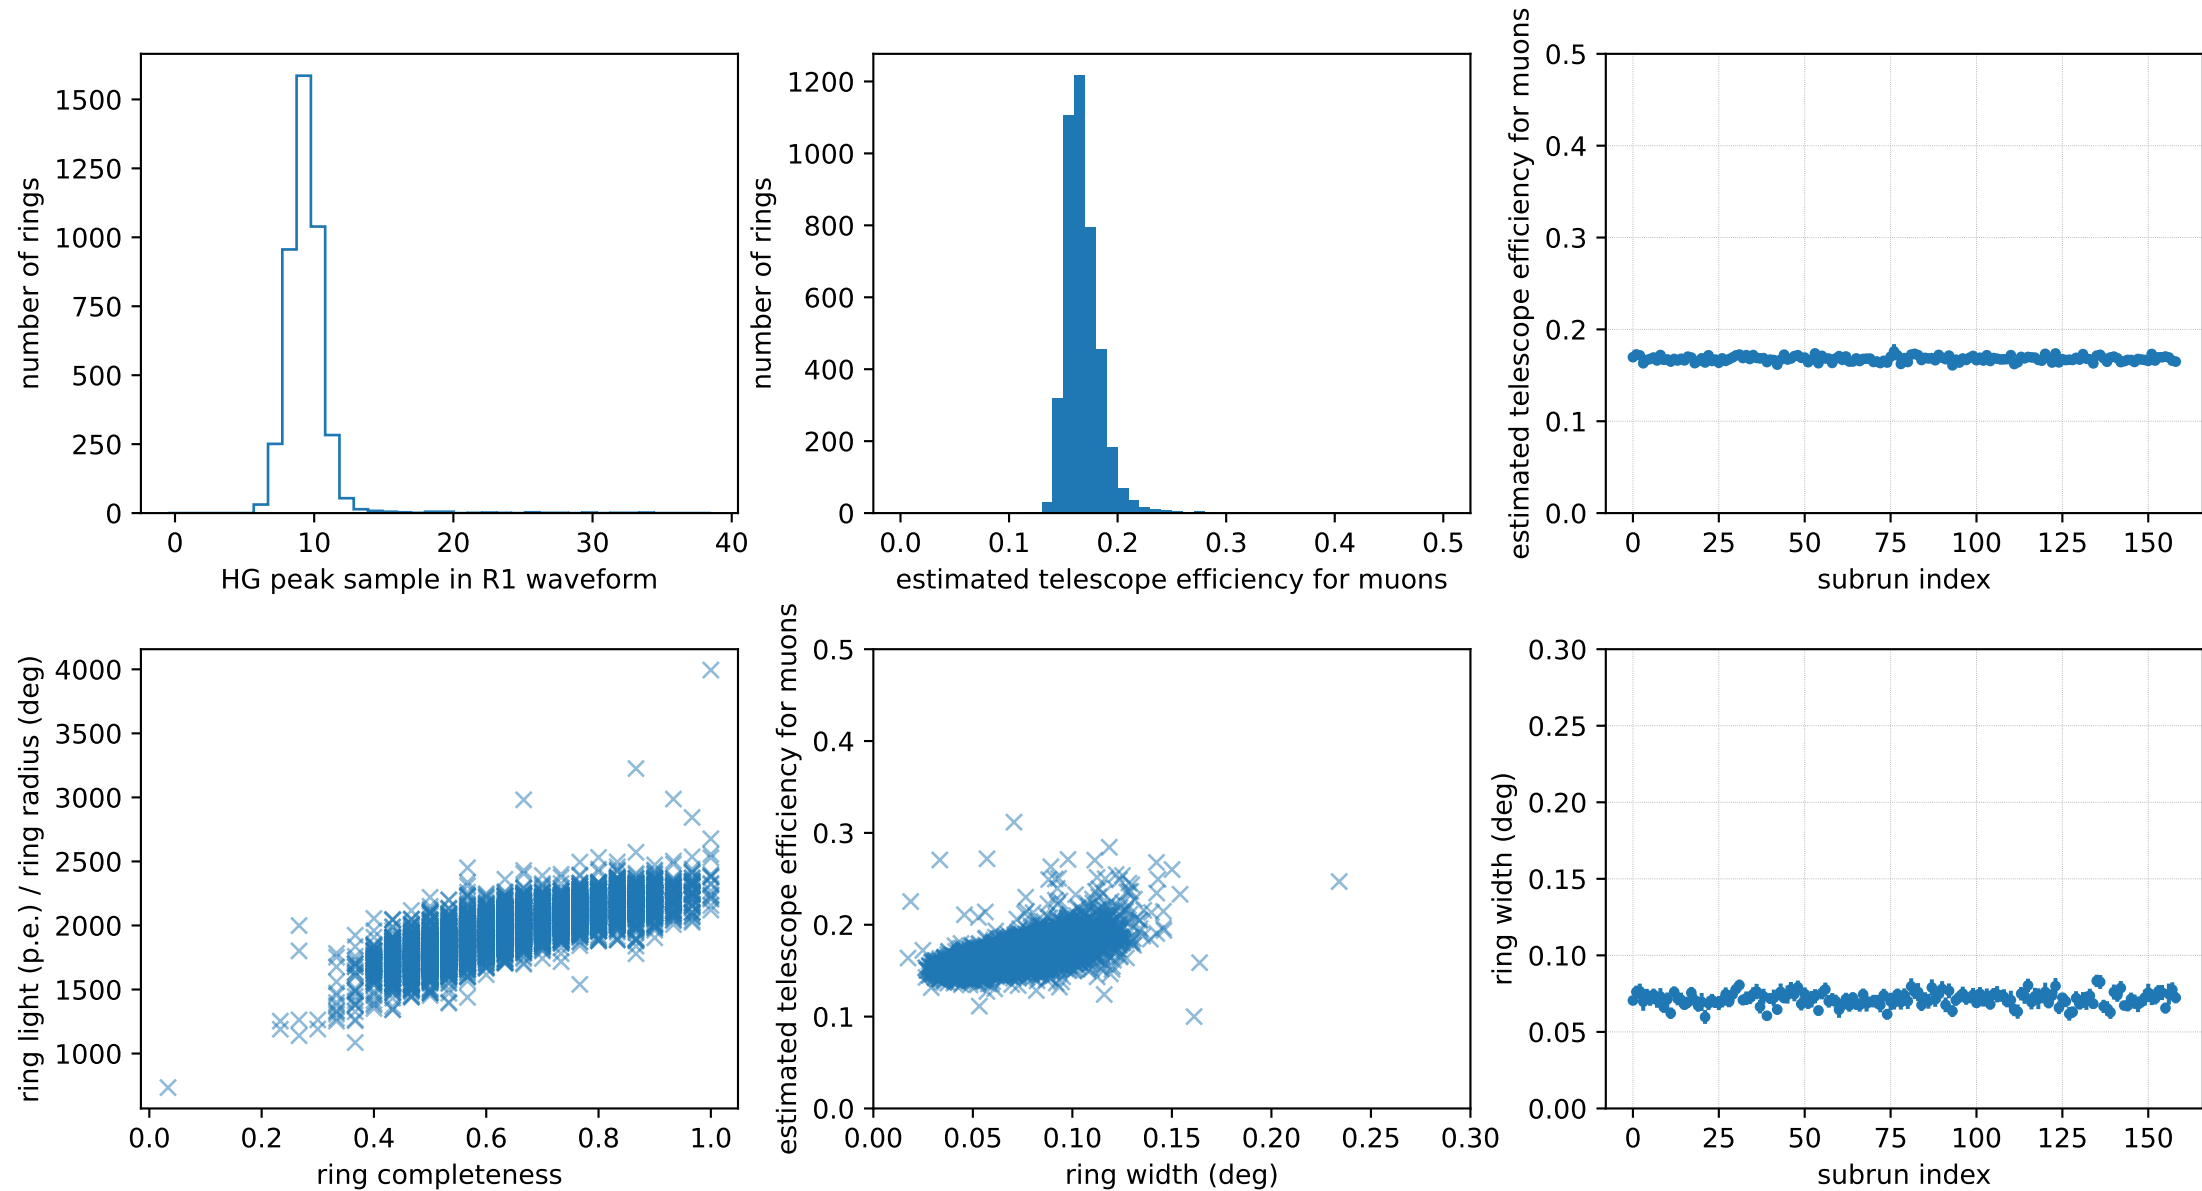 number of rings
1500
1250
1000
750
500
250
0
0 10 20 30 40
HG peak sample in R1 waveform
number of rings
1200
1000
800
600
400
200
0
0.0 0.1 0.2 0.3 0.4 0.5
estimated telescope efficiency for muons
estimated telescope efficiency for muons
0.5
0.4
0.3
0.2
0.1
0.0
0 25 50 75 100 125 150
subrun index
ring light (p.e.) / ring radius (deg)
4000
3500
3000
2500
2000
1500
1000
0.0 0.2 0.4 0.6 0.8 1.0
ring completeness
estimated telescope efficiency for muons
0.5
0.4
0.3
0.2
0.1
0.0
0.00 0.05 0.10 0.15 0.20 0.25 0.30
ring width (deg)
ring width (deg)
0.30
0.25
0.20
0.15
0.10
0.05
0.00
0 25 50 75 100 125 150
subrun index